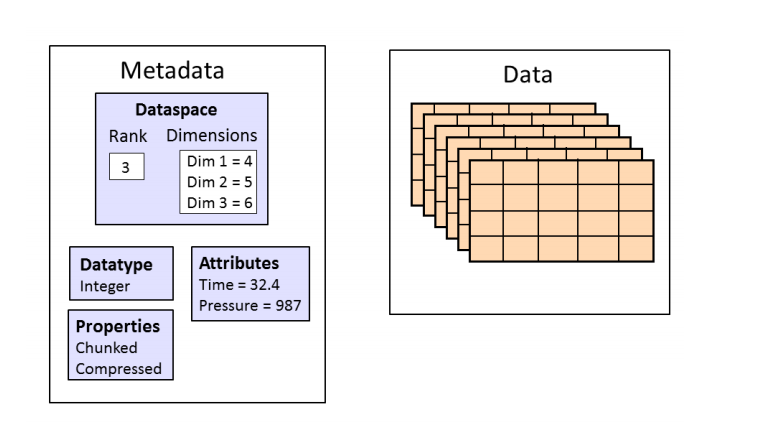 Metadata
Dataspace
Rank
Dimensions
3
Dim 1 = 4
Dim 2 = 5
Dim 3 = 6
Datatype
Integer
Attributes
Time = 32.4
Pressure = 987
Properties
Chunked
Compressed
Data